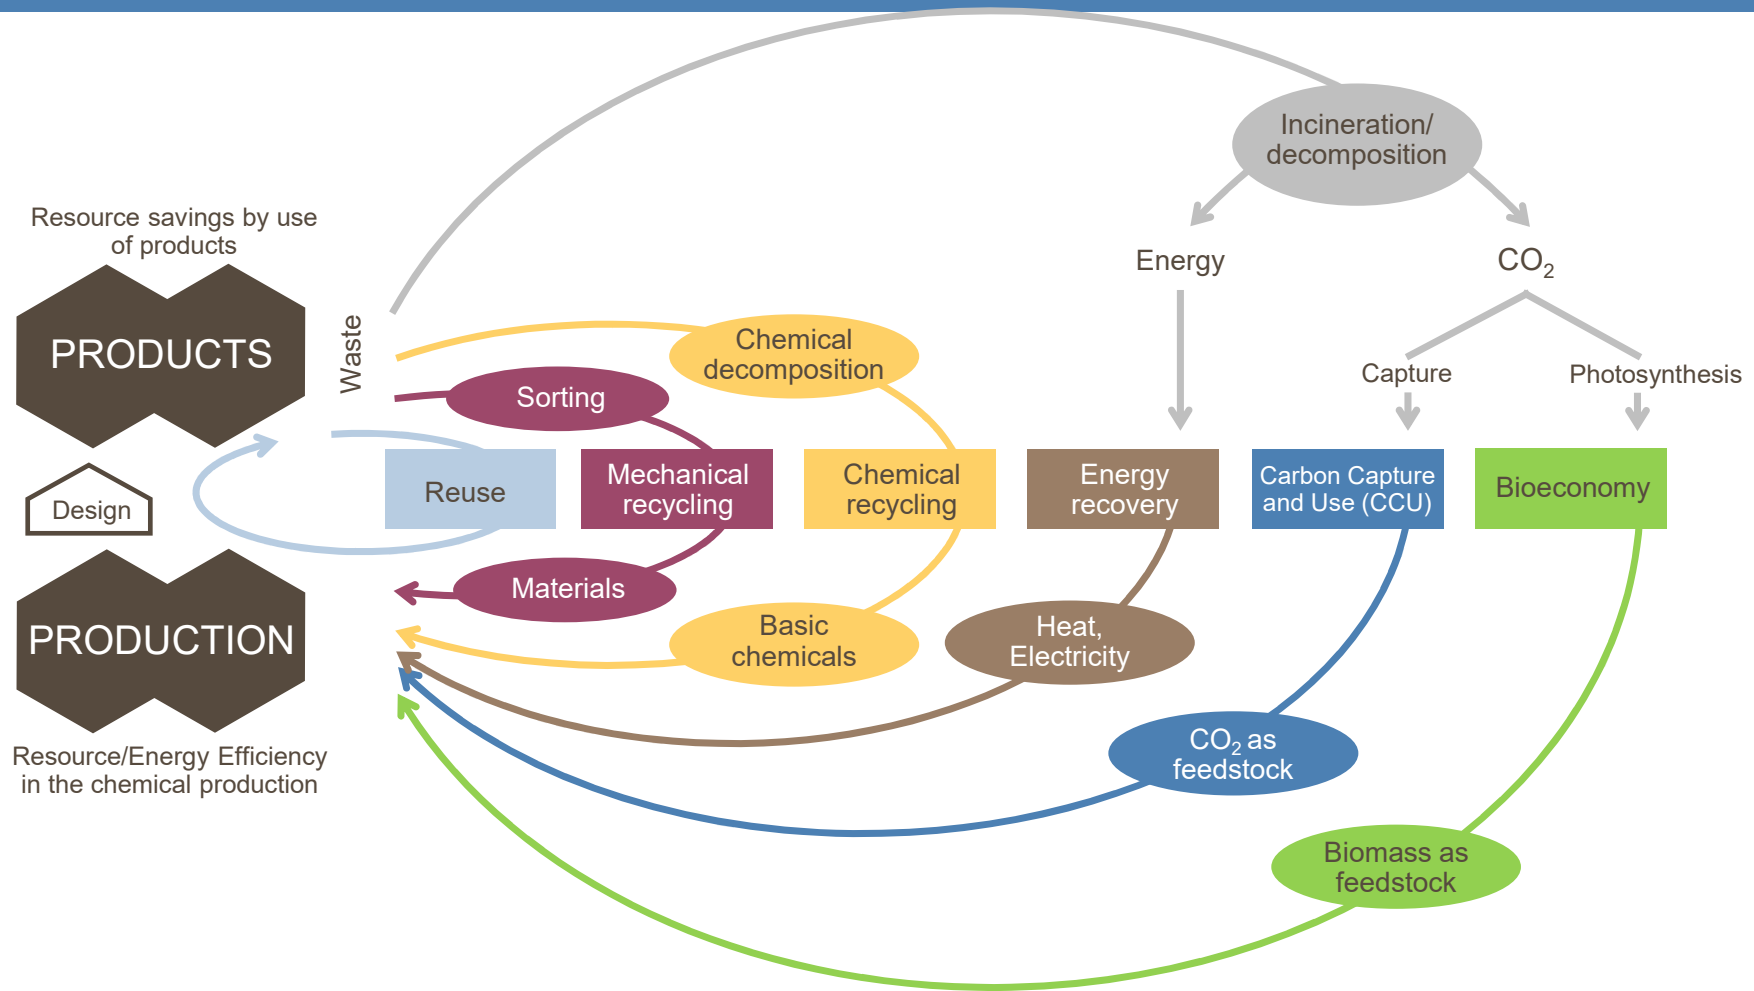 Incineration/
decomposition
Resource savings by use
of products
Energy
CO₂
PRODUCTS
Waste
Chemical
decomposition
Capture
Photosynthesis
Sorting
Design
Reuse
Mechanical
recycling
Chemical
recycling
Energy
recovery
Carbon Capture
and Use (CCU)
Bioeconomy
Materials
PRODUCTION
Basic
chemicals
Heat,
Electricity
Resource/Energy Efficiency
in the chemical production
CO₂ as
feedstock
Biomass as
feedstock